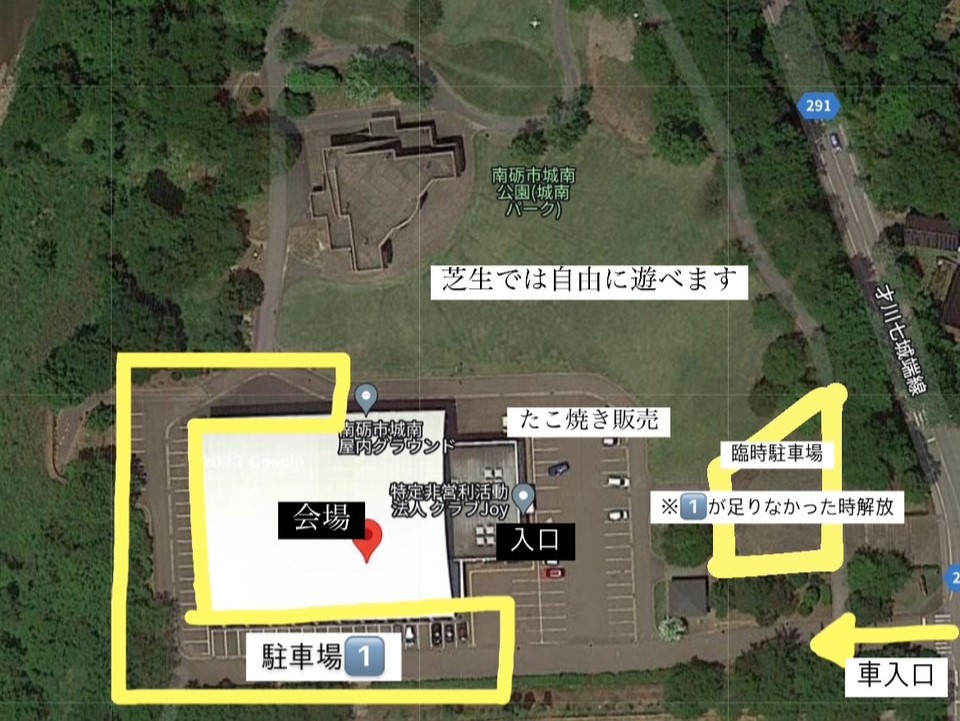 291
南砺市城南
公園(城南
パーク)
芝生では自由に遊べます
才川七城端線
たこ焼き販売
南砺市城南
屋内グラウンド
臨時駐車場
2023 Google
特定非営利活動
法人 クラブJoy
※1が足りなかった時解放
会場
入口
2
駐車場1
車入口